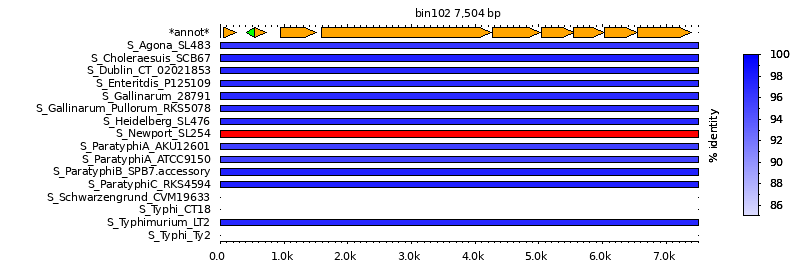 bin102 7,504 bp
*annot*
S_Agona_SL483
S_Choleraesuis_SCB67
S_Dublin_CT_02021853
S_Enteritdis_P125109
S_Gallinarum_28791
S_Gallinarum_Pullorum_RKS5078
S_Heidelberg_SL476
S_Newport_SL254
S_ParatyphiA_AKU12601
S_ParatyphiA_ATCC9150
S_ParatyphiB_SPB7.accessory
S_ParatyphiC_RKS4594
S_Schwarzengrund_CVM19633
S_Typhi_CT18
S_Typhimurium_LT2
S_Typhi_Ty2
0.0 1.0k 2.0k 3.0k 4.0k 5.0k 6.0k 7.0k
% identity
100
98
96
94
92
90
88
86